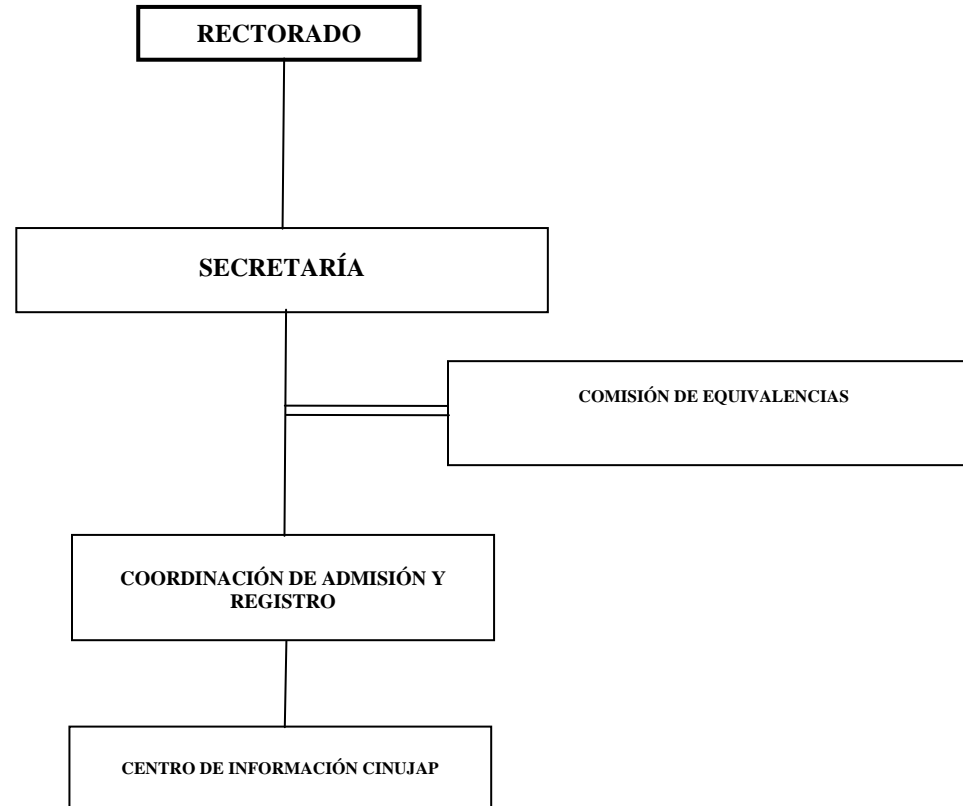 RECTORADO
SECRETARÍA
COMISIÓN DE EQUIVALENCIAS
COORDINACIÓN DE ADMISIÓN Y
REGISTRO
CENTRO DE INFORMACIÓN CINUJAP